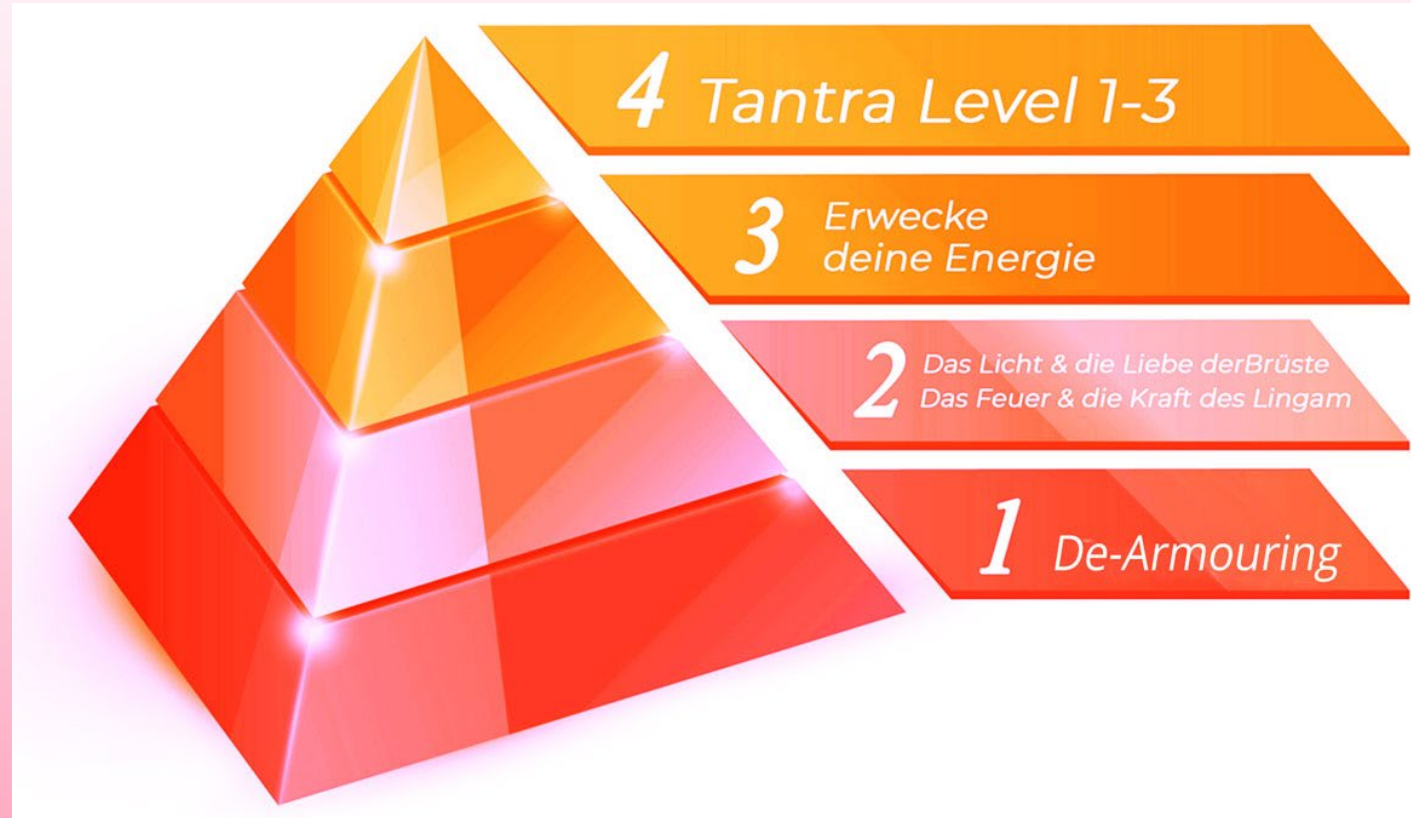 4 Tantra Level 1-3
3 Erwecke
deine Energie
2 Das Licht & die Liebe derBrüste
Das Feuer & die Kraft des Lingam
1 De-Armouring